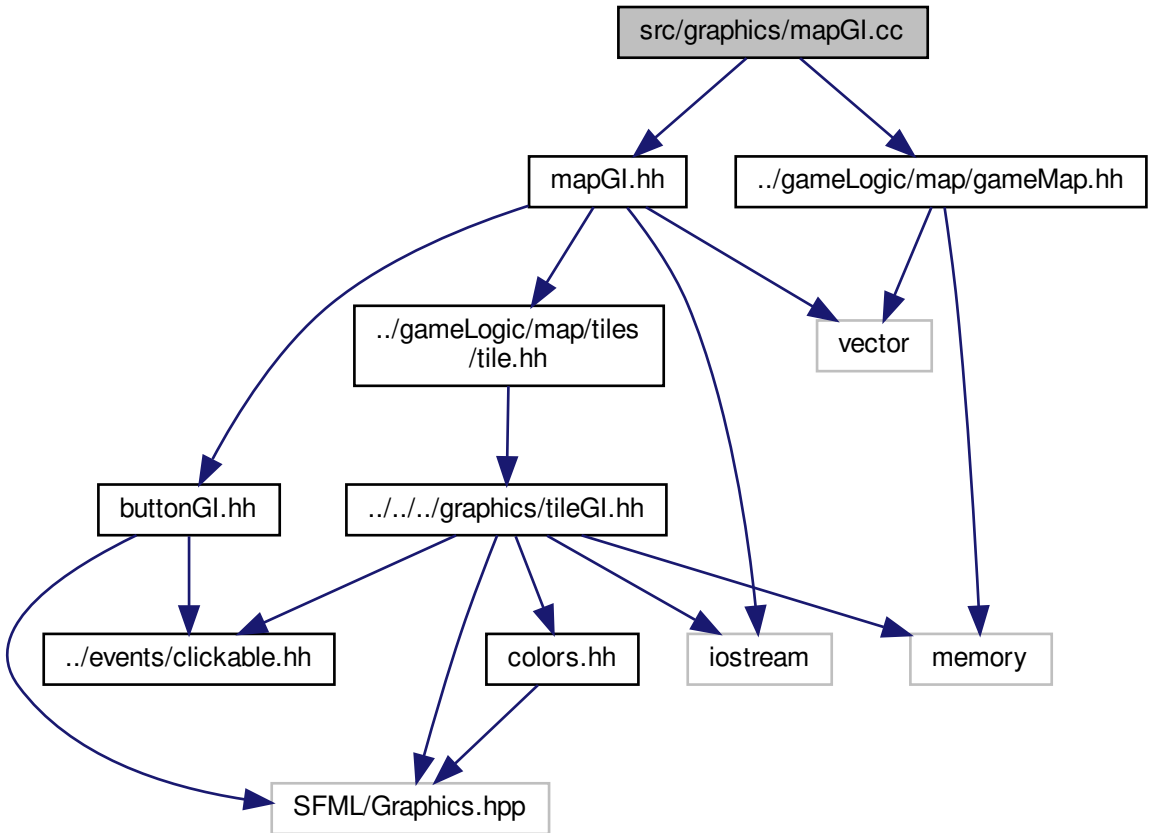 src/graphics/mapGI.cc
mapGI.hh
../gameLogic/map/gameMap.hh
../gameLogic/map/tiles
/tile.hh
vector
buttonGI.hh
../../../graphics/tileGI.hh
../events/clickable.hh
colors.hh
iostream
memory
SFML/Graphics.hpp